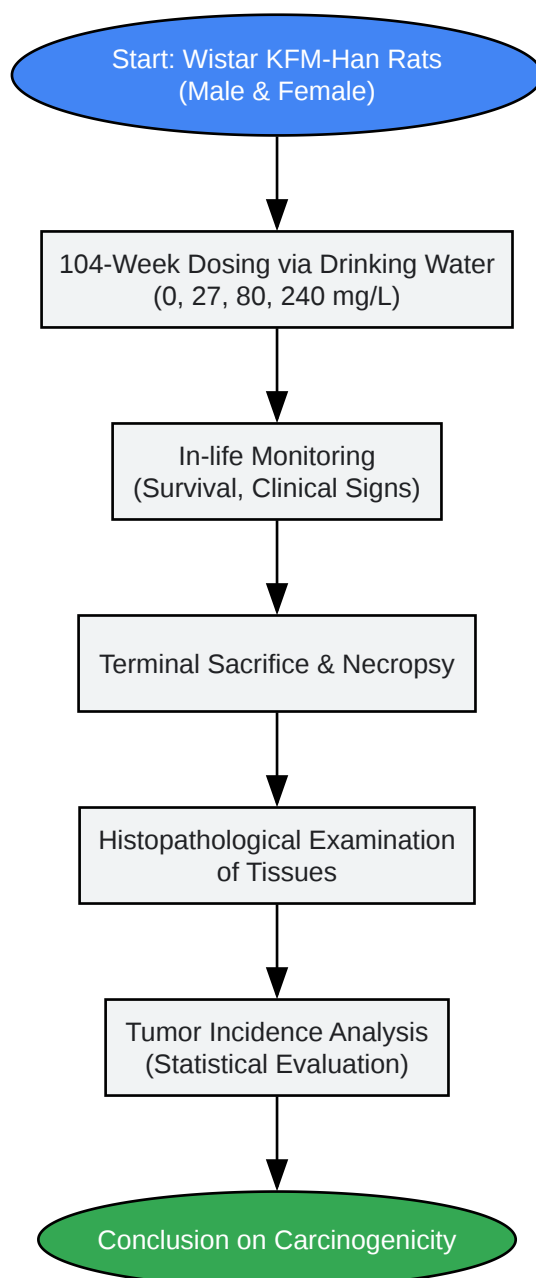 Start: Wistar KFM-Han Rats
(Male & Female)
104-Week Dosing via Drinking Water
(0, 27, 80, 240 mg/L)
In-life Monitoring
(Survival, Clinical Signs)
Terminal Sacrifice & Necropsy
Histopathological Examination
of Tissues
Tumor Incidence Analysis
(Statistical Evaluation)
Conclusion on Carcinogenicity